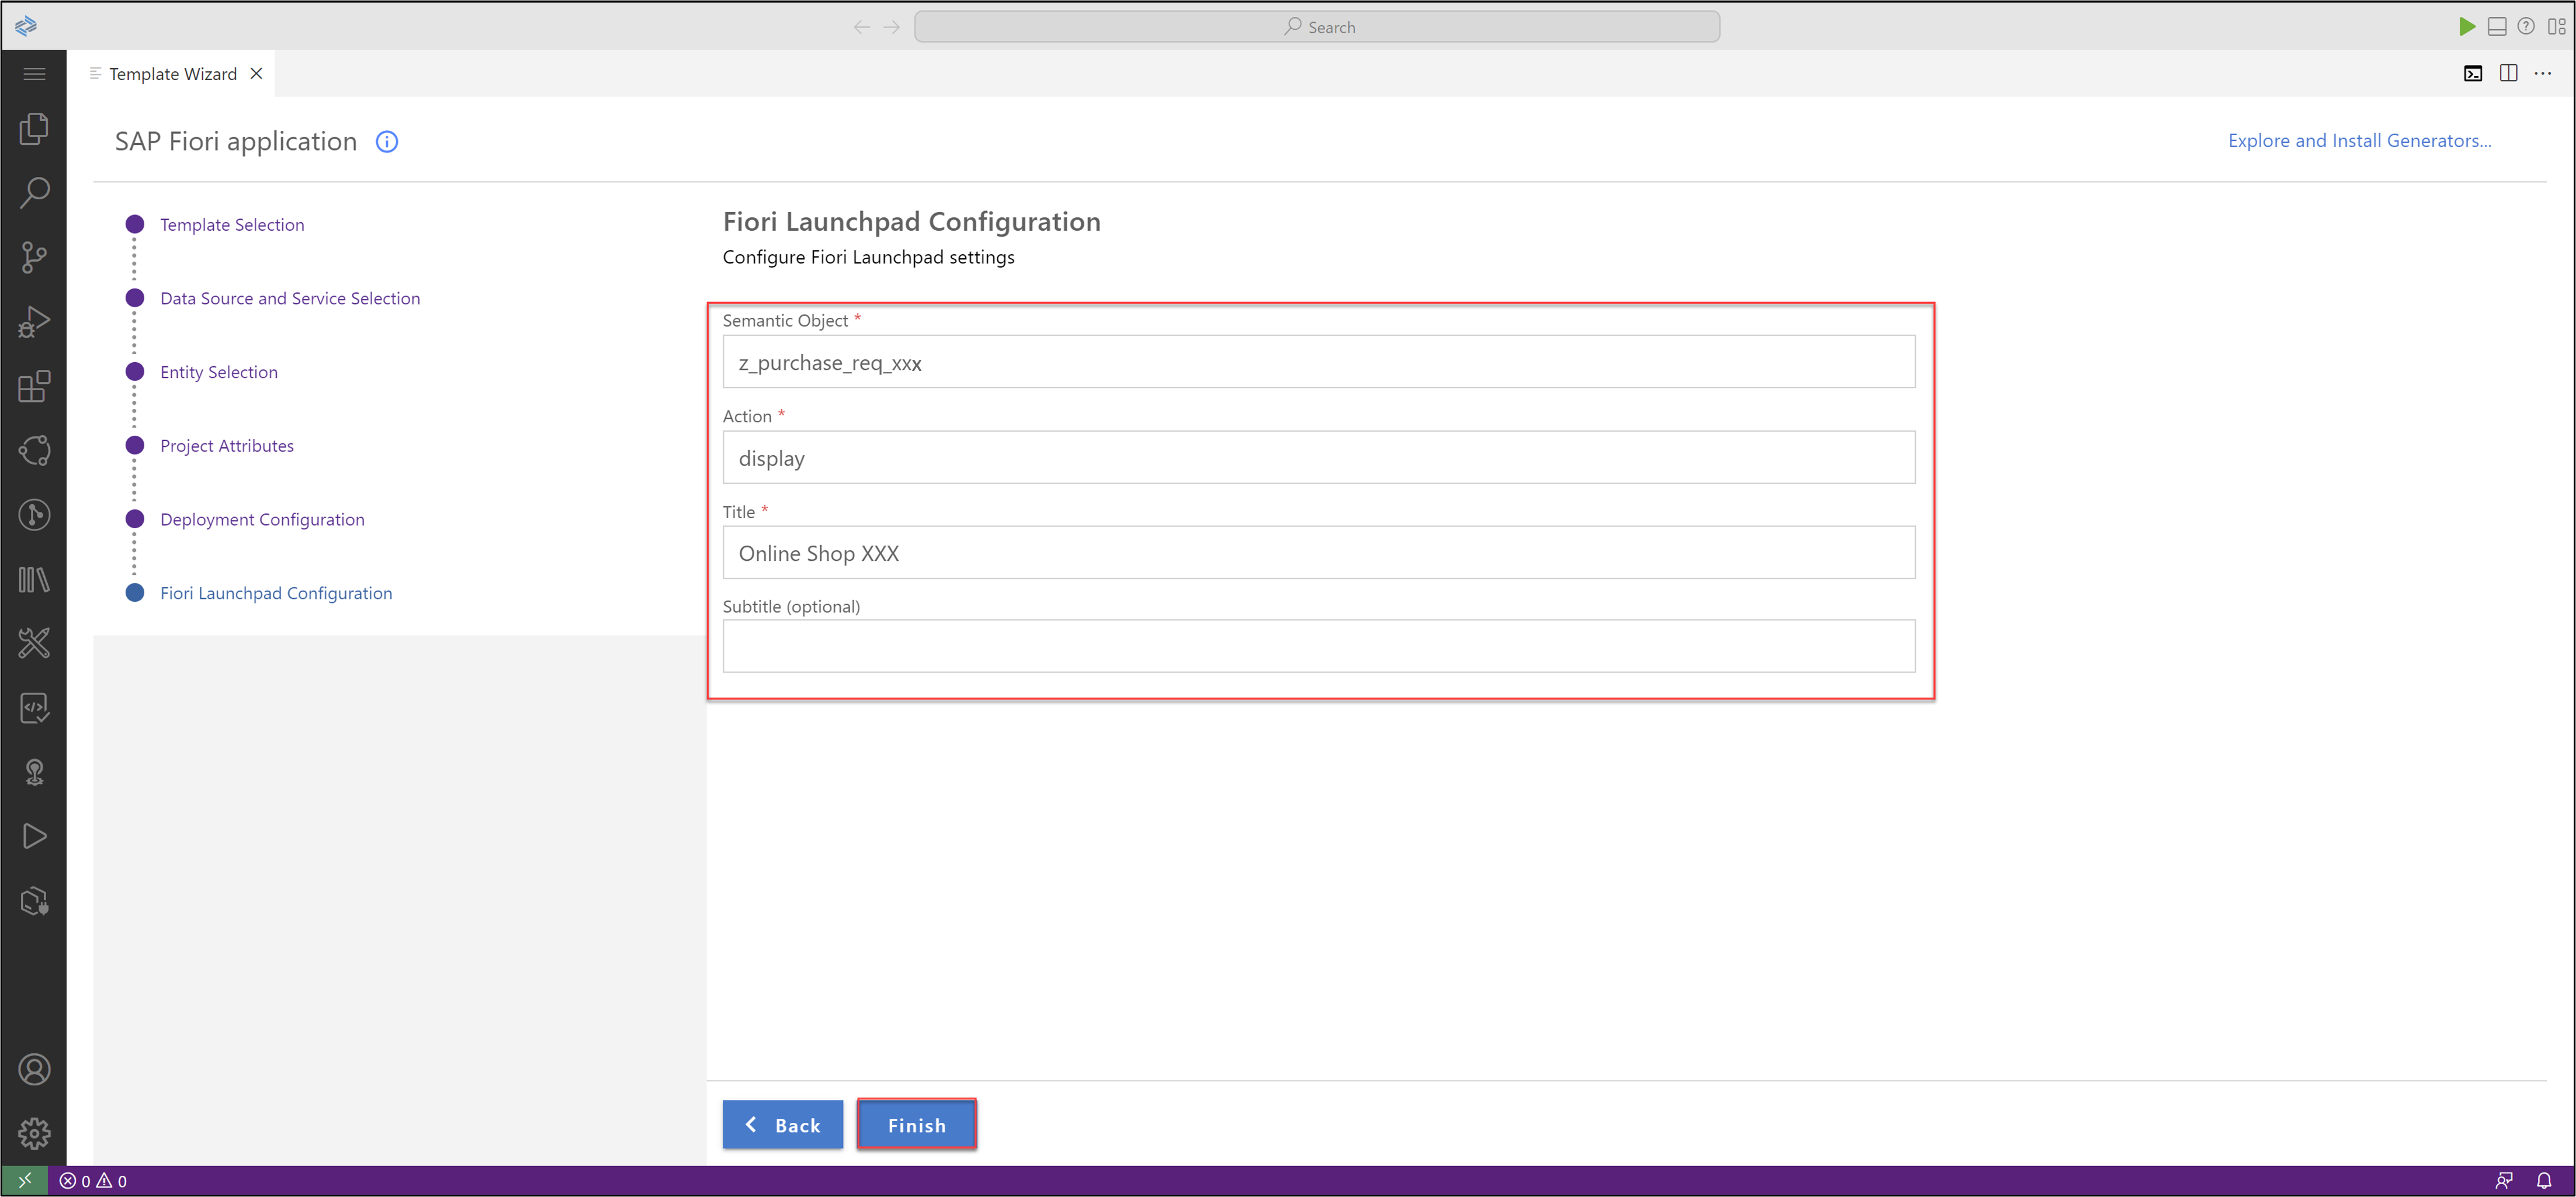 Search
Template Wizard
SAP Fiori application
Explore and Install Generators...
Template Selection
Data Source and Service Selection
Entity Selection
Project Attributes
Deployment Configuration
Fiori Launchpad Configuration
Fiori Launchpad Configuration
Configure Fiori Launchpad settings
Semantic Object *
z_purchase_req_xxx
Action *
display
Title *
Online Shop XXX
Subtitle (optional)
Back
Finish
0 0